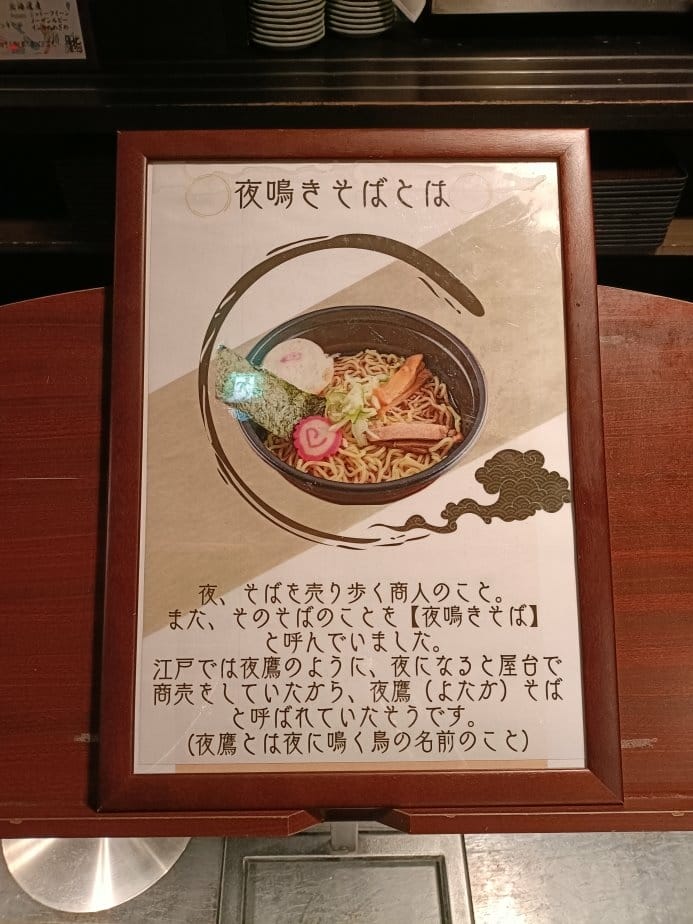 北海道産
夜鳴きそばとは
夜、そばを売り歩く商人のこと。
また、そのそばのことを【夜鳴きそば】
と呼んでいました。
江戸では夜鷹のように、夜になると屋台で
商売をしていたから、夜鷹（よたか）そば
と呼ばれていたそうです。
(夜鷹とは夜に鳴く鳥の名前のこと)